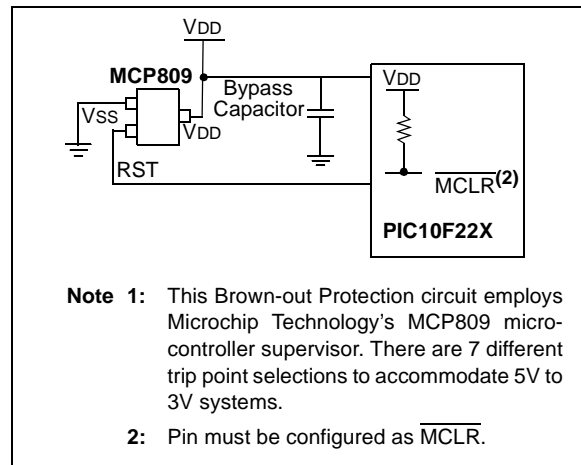 VDD
MCP809
Bypass
Capacitor
VDD
VSS
VDD
RST
MCLR(2)
PIC10F22X
Note 1: This Brown-out Protection circuit employs
Microchip Technology's MCP809 micro-
controller supervisor. There are 7 different
trip point selections to accommodate 5V to
3V systems.
2: Pin must be configured as MCLR.